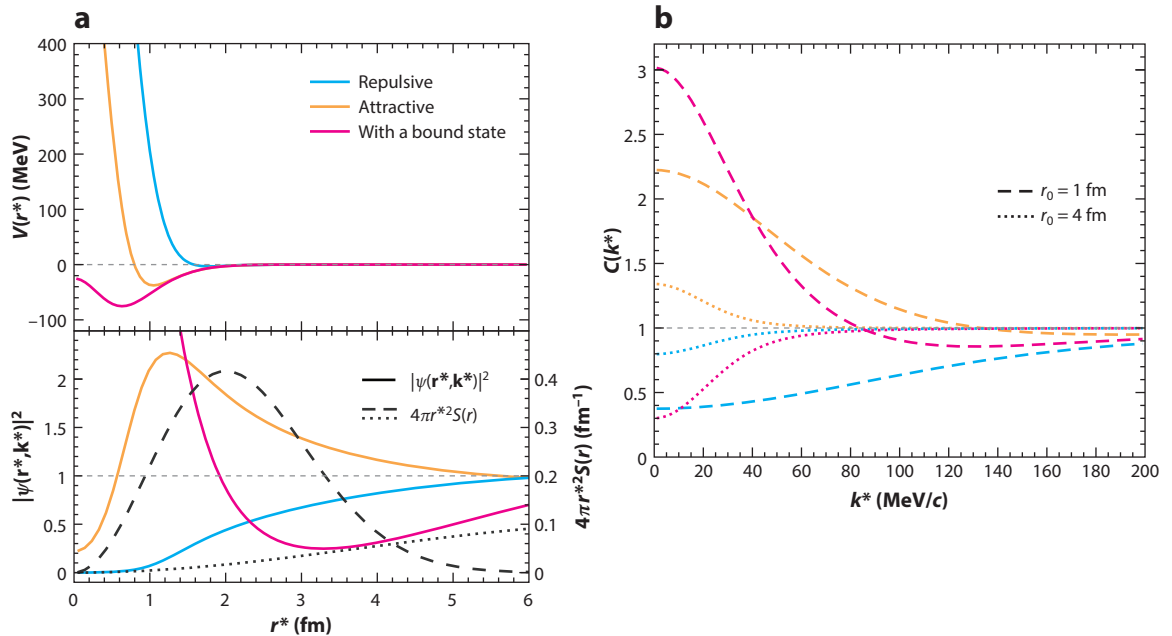 a
400
300
200
100
0
–100
V(r*) (MeV)
Repulsive
Attractive
With a bound state
2
1.5
1
0.5
0
|ψ(r*,k*)|²
|ψ(r*,k*)|²
4πr*²S(r)
0.4
0.3
0.2
0.1
0
4πr*²S(r) (fm⁻¹)
0 1 2 3 4 5 6
r* (fm)
b
3
2.5
2
1.5
1
0.5
0
C(k*)
r₀ = 1 fm
r₀ = 4 fm
0 20 40 60 80 100 120 140 160 180 200
k* (MeV/c)